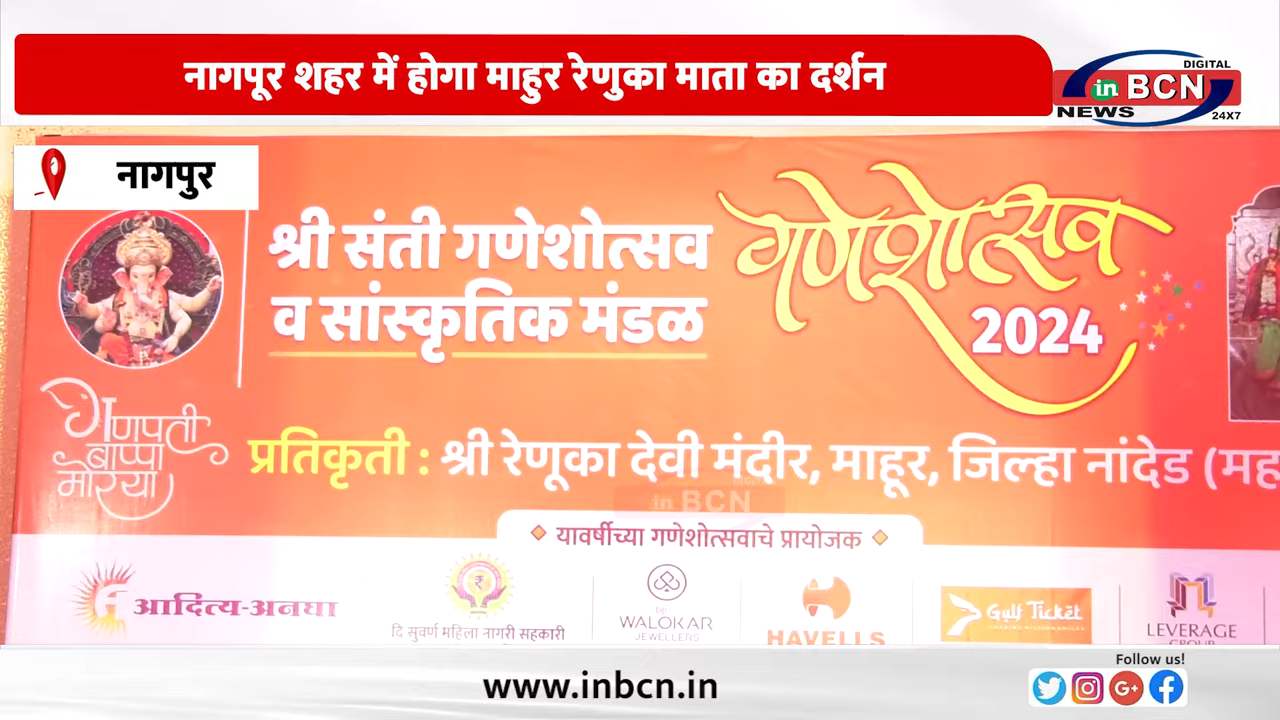 नागपूर शहर में होगा माहुर रेणुका माता का दर्शन
DIGITAL
in BCN
NEWS
24X7
नागपुर
श्री संती गणेशोत्सव
व सांस्कृतिक मंडळ
गणेशोत्सव
2024
गणपती
बाप्पा
मोरया
प्रतिकृती : श्री रेणूका देवी मंदीर, माहूर, जिल्हा नांदेड (मह
in BCN
यावर्षीच्या गणेशोत्सवाचे प्रायोजक
आदित्य-अनघा
दि सुवर्ण महिला नागरी सहकारी
WALOKAR
JEWELLERS
HAVELLS
Gulf Ticket
LEVERAGE
GROUP
www.inbcn.in
Follow us!